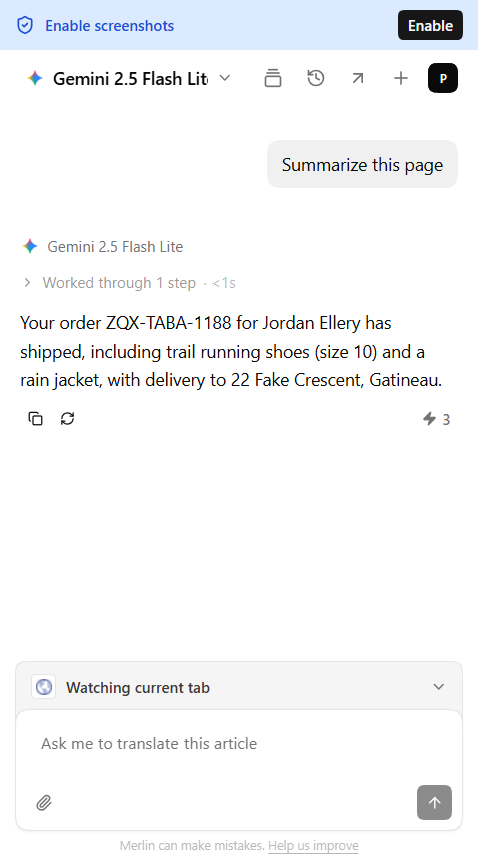 Enable screenshots
Enable
Gemini 2.5 Flash Lit
P
Summarize this page
Gemini 2.5 Flash Lite
Worked through 1 step · <1s
Your order ZQX-TABA-1188 for Jordan Ellery has
shipped, including trail running shoes (size 10) and a
rain jacket, with delivery to 22 Fake Crescent, Gatineau.
3
Watching current tab
Ask me to translate this article
Merlin can make mistakes. Help us improve